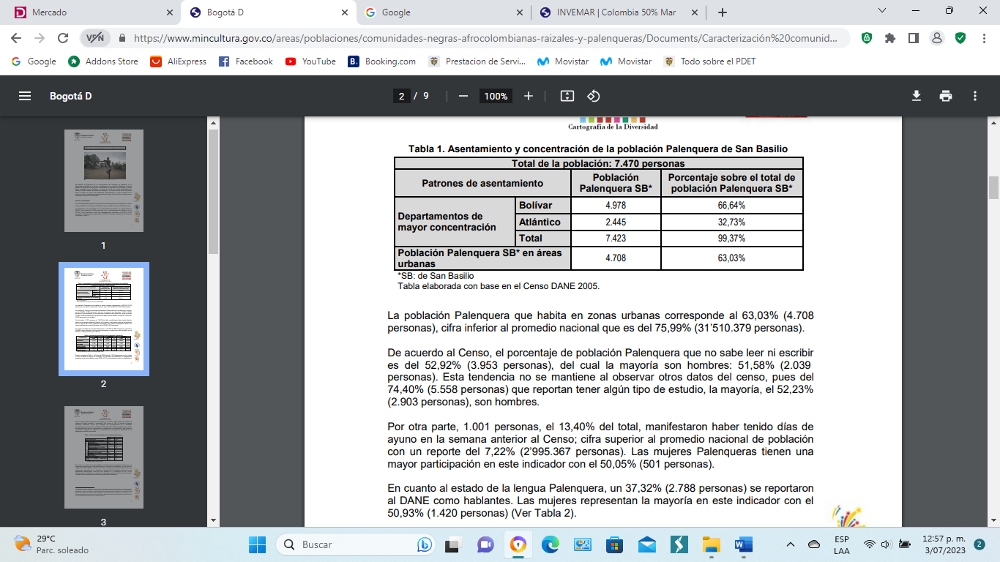 Mercado
Bogotá D
Google
INVEMAR | Colombia 50% Mar
VPN
https://www.mincultura.gov.co/areas/poblaciones/comunidades-negras-afrocolombianas-raizales-y-palenqueras/Documents/Caracterización%20comunid...
Google
Addons Store
AliExpress
Facebook
YouTube
Booking.com
Prestacion de Servi...
Movistar
Movistar
Todo sobre el PDET
Bogotá D
2 / 9
100%
1
2
3
Cartografía de la Diversidad
Tabla 1. Asentamiento y concentración de la población Palenquera de San Basilio
Total de la población: 7.470 personas
Patrones de asentamiento
Población
Palenquera SB*
Porcentaje sobre el total de
población Palenquera SB*
Departamentos de
mayor concentración
Bolívar 4.978 66,64%
Atlántico 2.445 32,73%
Total 7.423 99,37%
Población Palenquera SB* en áreas
urbanas
4.708 63,03%
*SB: de San Basilio
Tabla elaborada con base en el Censo DANE 2005.
La población Palenquera que habita en zonas urbanas corresponde al 63,03% (4.708
personas), cifra inferior al promedio nacional que es del 75,99% (31'510.379 personas).
De acuerdo al Censo, el porcentaje de población Palenquera que no sabe leer ni escribir
es del 52,92% (3.953 personas), del cual la mayoría son hombres: 51,58% (2.039
personas). Esta tendencia no se mantiene al observar otros datos del censo, pues del
74,40% (5.558 personas) que reportan tener algún tipo de estudio, la mayoría, el 52,23%
(2.903 personas), son hombres.
Por otra parte, 1.001 personas, el 13,40% del total, manifestaron haber tenido días de
ayuno en la semana anterior al Censo; cifra superior al promedio nacional de población
con un reporte del 7,22% (2'995.367 personas). Las mujeres Palenqueras tienen una
mayor participación en este indicador con el 50,05% (501 personas).
En cuanto al estado de la lengua Palenquera, un 37,32% (2.788 personas) se reportaron
al DANE como hablantes. Las mujeres representan la mayoría en este indicador con el
50,93% (1.420 personas) (Ver Tabla 2).
29°C
Parc. soleado
Buscar
ESP
LAA
12:57 p. m.
3/07/2023
2